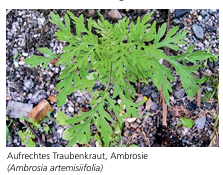 Aufrechtes Traubenkraut, Ambrosie
(Ambrosia artemisiifolia)